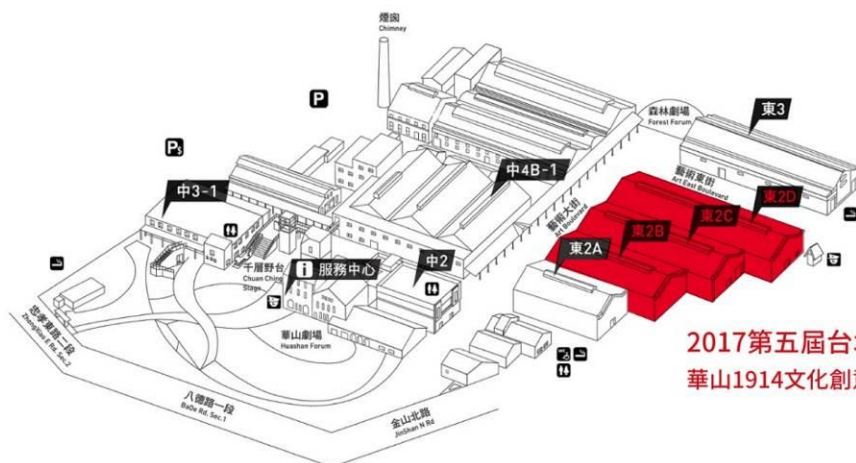 煙囪
Chimney
P
森林劇場
Forest Forum
東3
Ps
中4B-1
藝術東街
Art East Boulevard
中3-1
東2D
藝術大街
Art Boulevard
東2C
東2B
東2A
千層野台
Chuan Ching
Stage
i 服務中心
中2
華山劇場
Huashan Forum
忠孝東路二段
ZhongXiao E Rd. Sec.2
八德路一段
BaDe Rd. Sec.1
金山北路
JinShan N Rd
2017第五屆台
華山1914文化創